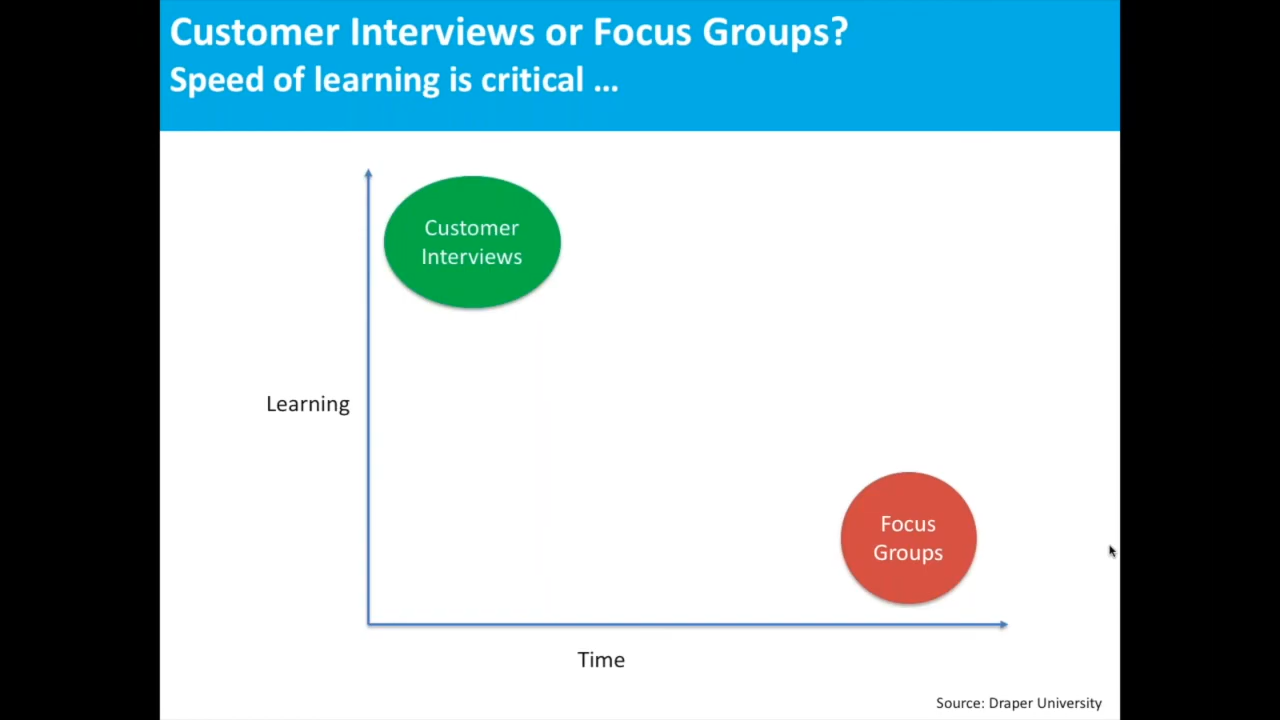 Customer Interviews or Focus Groups?
Speed of learning is critical …
Customer
Interviews
Learning
Focus
Groups
Time
Source: Draper University